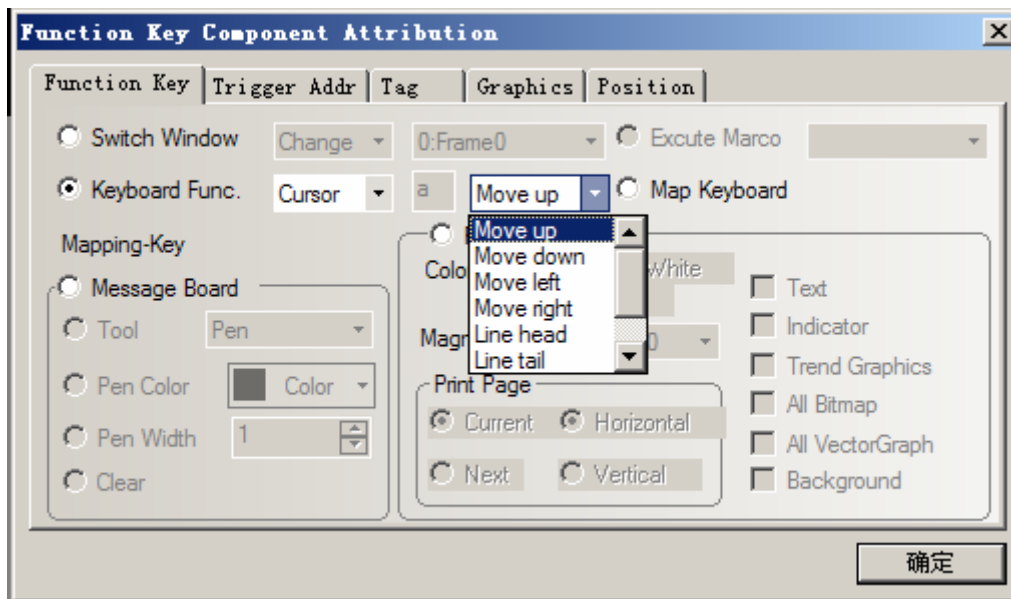 Function Key Component Attribution
Function Key Trigger Addr Tag Graphics Position
Switch Window Change 0:Frame0 Excute Marco
Keyboard Func. Cursor a Move up Map Keyboard
Mapping-Key
Move up
Move down
Move left
Move right
Line head
Line tail
Message Board
Tool Pen
Pen Color Color
Pen Width 1
Clear
White
Print Page
Current Horizontal
Next Vertical
Text
Indicator
Trend Graphics
All Bitmap
All VectorGraph
Background
确定